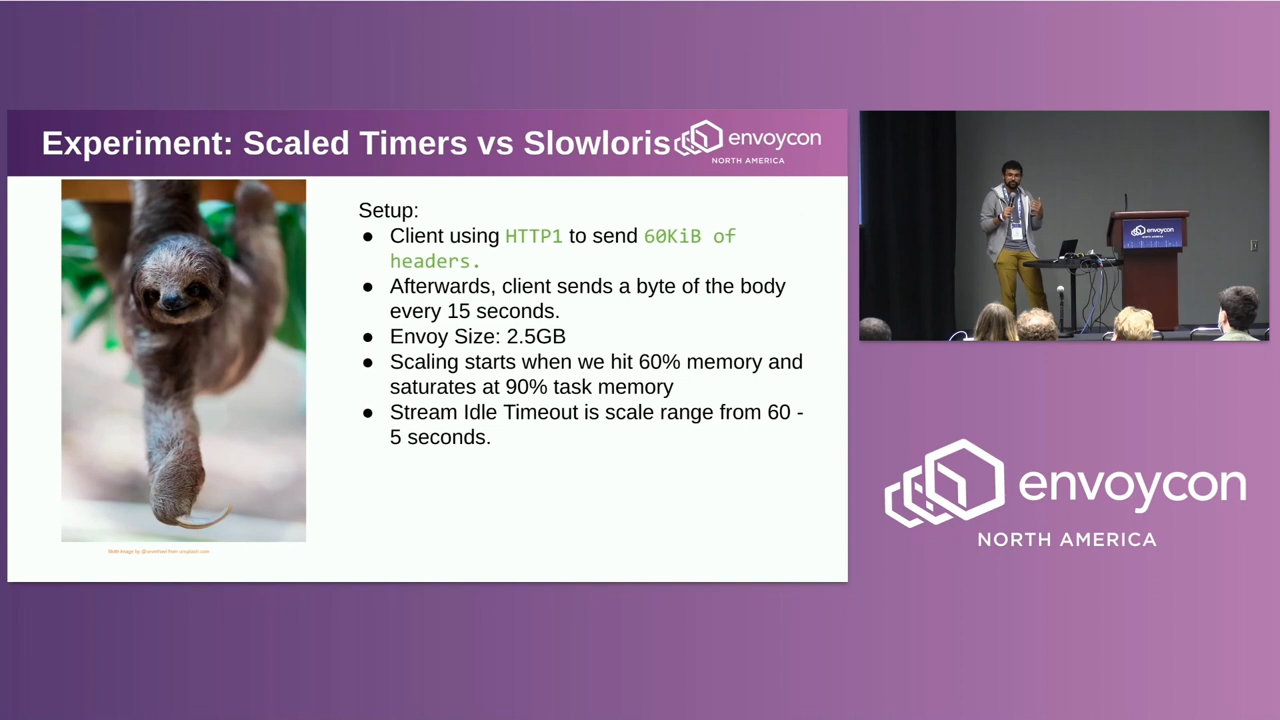 Experiment: Scaled Timers vs Slowloris
envoycon
NORTH AMERICA
Setup:
● Client using HTTP1 to send 60KiB of
headers.
● Afterwards, client sends a byte of the body
every 15 seconds.
● Envoy Size: 2.5GB
● Scaling starts when we hit 60% memory and
saturates at 90% task memory
● Stream Idle Timeout is scale range from 60 -
5 seconds.
envoycon
envoycon
NORTH AMERICA